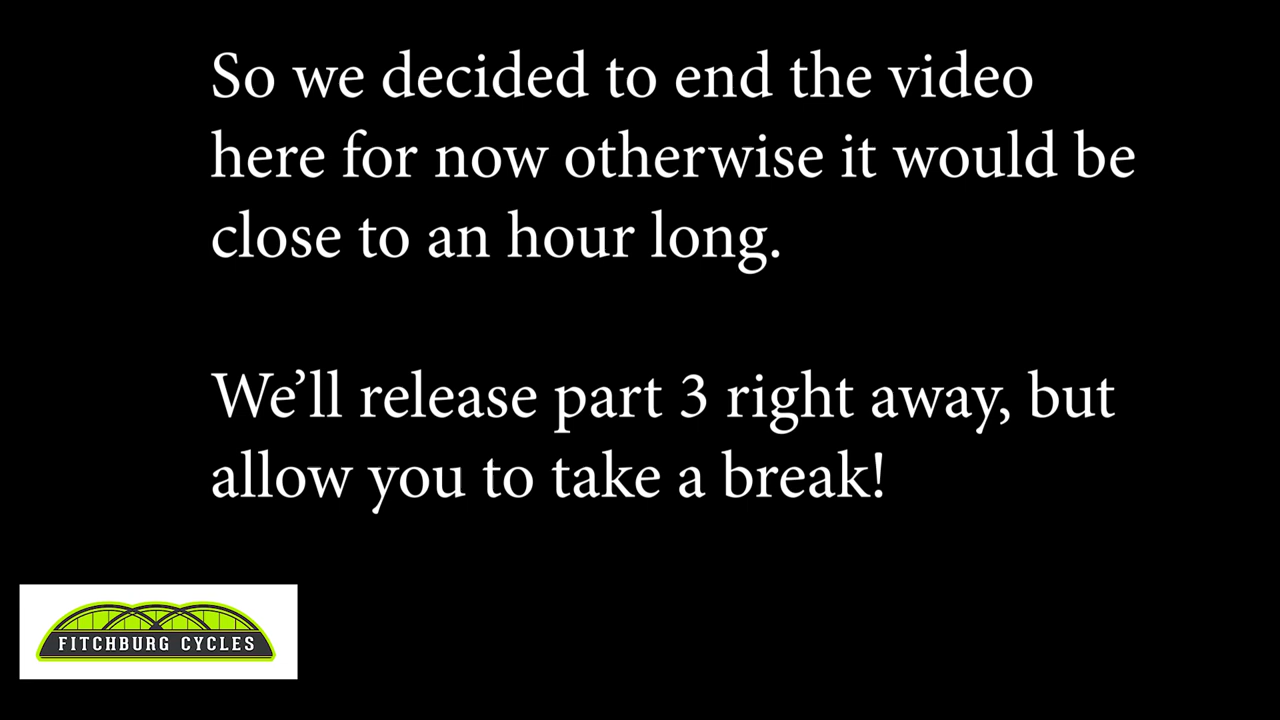 So we decided to end the video
here for now otherwise it would be
close to an hour long.
We’ll release part 3 right away, but
allow you to take a break!
FITCHBURG CYCLES